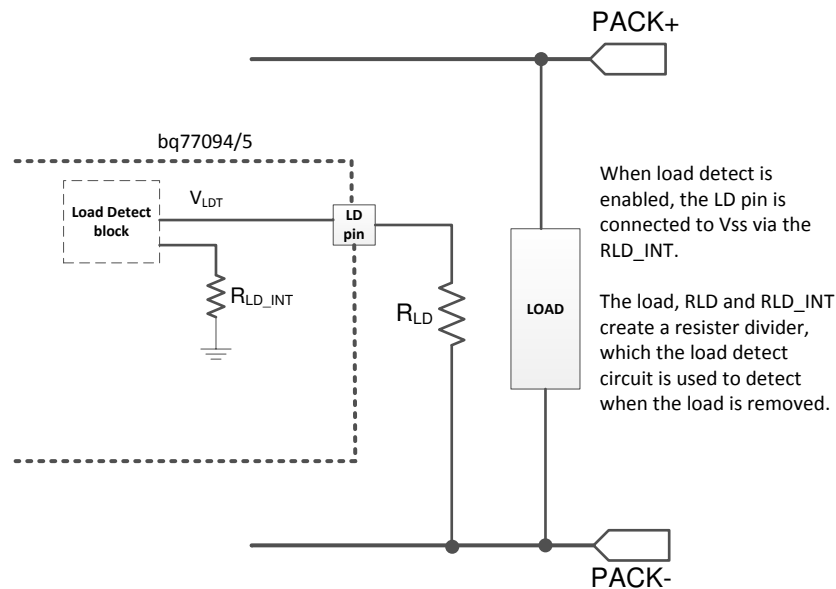 PACK+
bq77094/5
Load Detect
block
VLDT
LD
pin
RLD_INT
RLD
LOAD
When load detect is
enabled, the LD pin is
connected to Vss via the
RLD_INT.
The load, RLD and RLD_INT
create a resister divider,
which the load detect
circuit is used to detect
when the load is removed.
PACK-